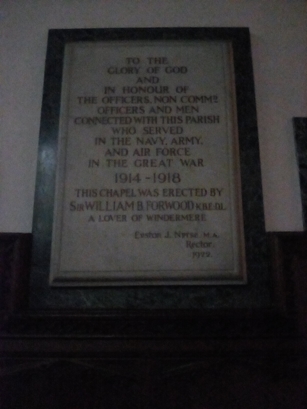 TO THE
GLORY OF GOD
AND
IN HONOUR OF
THE OFFICERS, NON COMMD
OFFICERS AND MEN
CONNECTED WITH THIS PARISH
WHO SERVED
IN THE NAVY, ARMY,
AND AIR FORCE
IN THE GREAT WAR
1914-1918
THIS CHAPEL WAS ERECTED BY
SIR WILLIAM B. FORWOOD K.B.E. D.L.
A LOVER OF WINDERMERE
J. M.A.
Rector.